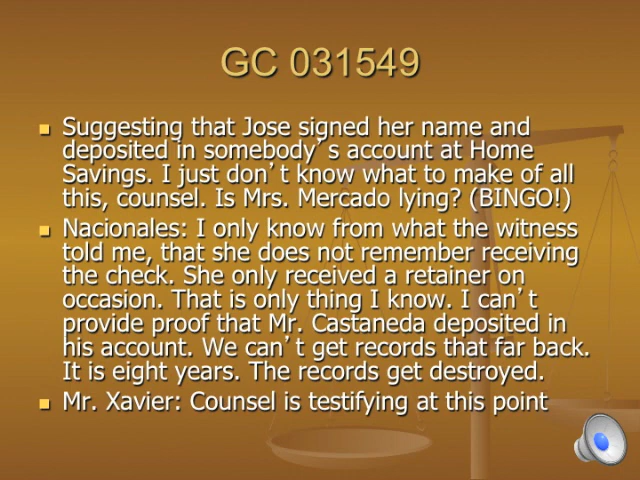 GC 031549
Suggesting that Jose signed her name and
deposited in somebody’s account at Home
Savings. I just don’t know what to make of all
this, counsel. Is Mrs. Mercado lying? (BINGO!)
Nacionales: I only know from what the witness
told me, that she does not remember receiving
the check. She only received a retainer on
occasion. That is only thing I know. I can’t
provide proof that Mr. Castaneda deposited in
his account. We can’t get records that far back.
It is eight years. The records get destroyed.
Mr. Xavier: Counsel is testifying at this point